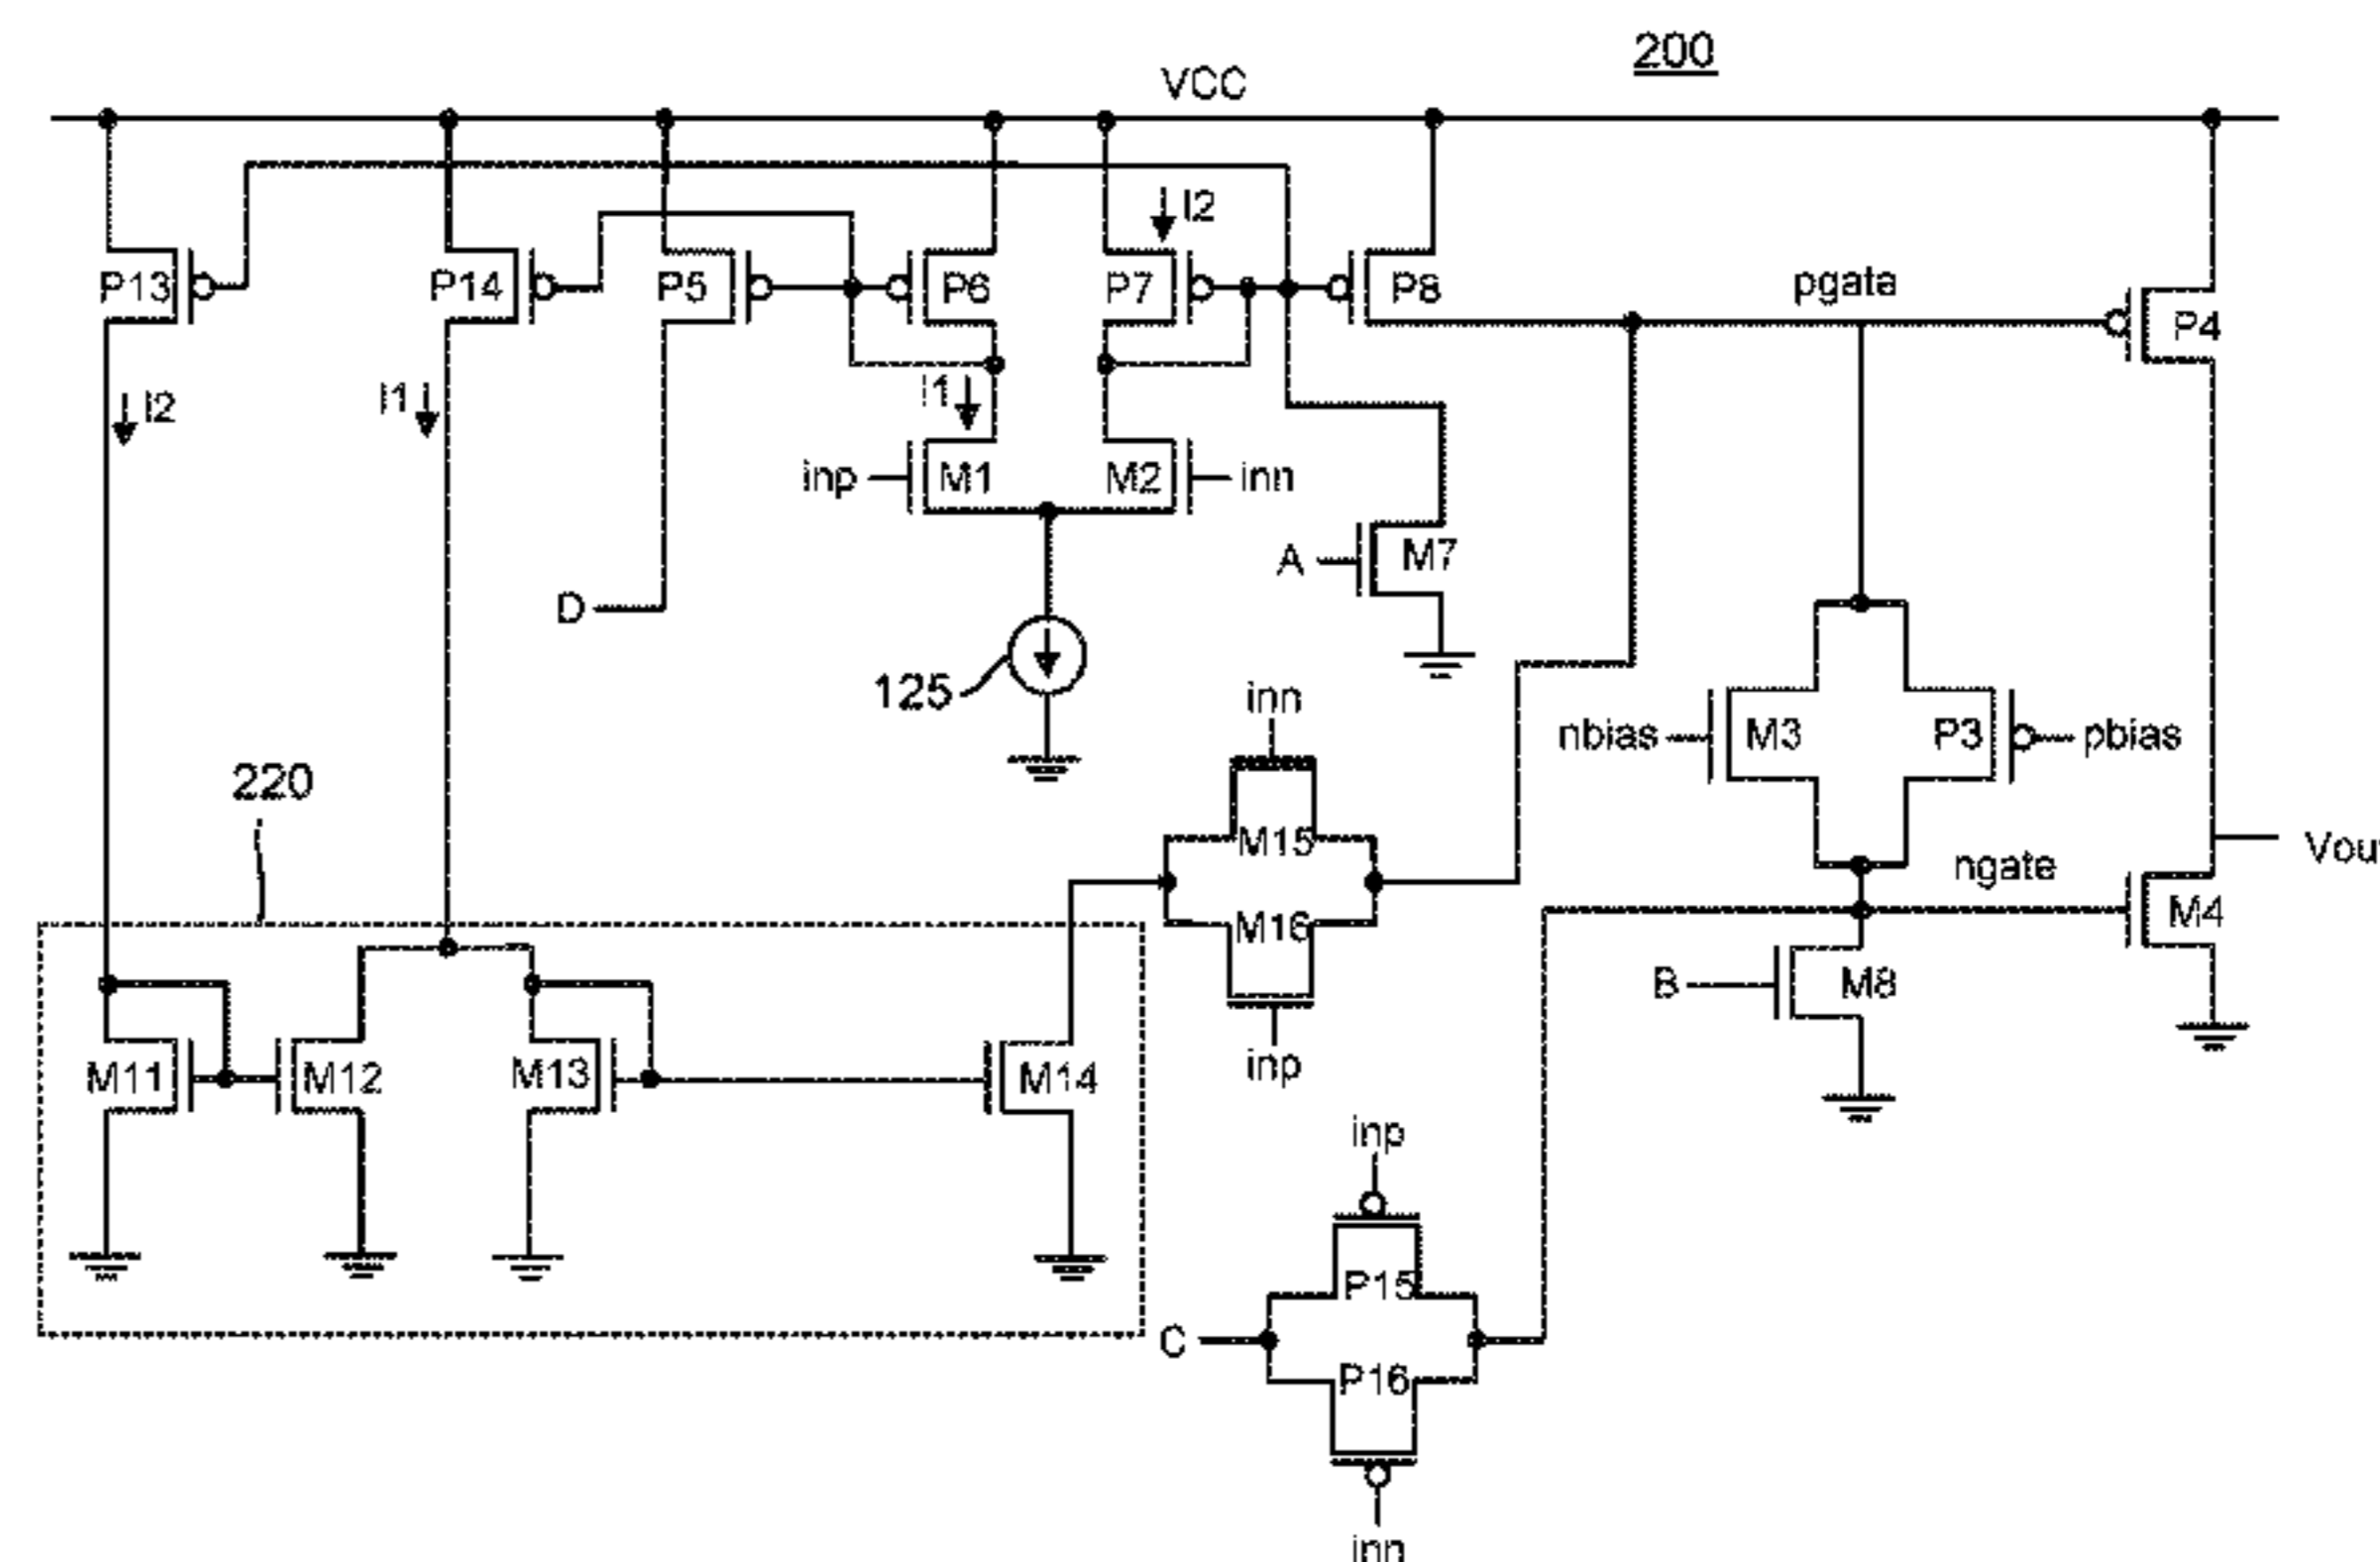 200
VCC
I2
P13
P14
P5
P6
P7
P8
pgate
P4
I2
I1
I1
inp
M1
M2
inn
A
M7
D
125
inn
nbias
M3
P3
pbias
220
M15
M16
inp
ngate
Vou
M4
B
M8
M11
M12
M13
M14
inp
P15
C
P16
inn